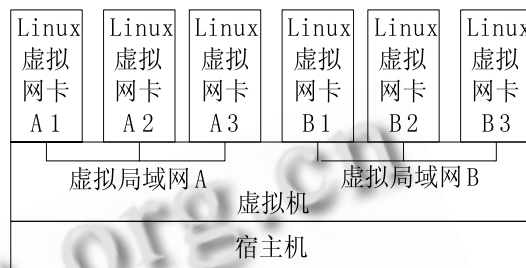 Linux Linux Linux Linux Linux Linux
虚拟 虚拟 虚拟 虚拟 虚拟 虚拟
网卡 网卡 网卡 网卡 网卡 网卡
A1 A2 A3 B1 B2 B3
虚拟局域网A 虚拟局域网B
虚拟机
宿主机
.org.cn